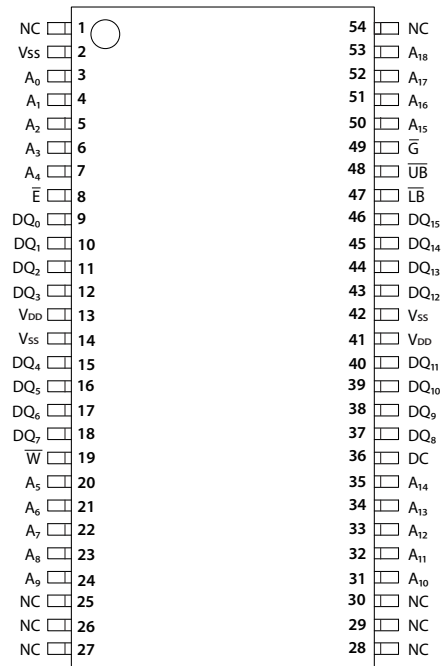 NC 1 54 NC
Vss 2 53 A₁₈
A₀ 3 52 A₁₇
A₁ 4 51 A₁₆
A₂ 5 50 A₁₅
A₃ 6 49 G̅
A₄ 7 48 U̅B̅
E̅ 8 47 L̅B̅
DQ₀ 9 46 DQ₁₅
DQ₁ 10 45 DQ₁₄
DQ₂ 11 44 DQ₁₃
DQ₃ 12 43 DQ₁₂
VDD 13 42 Vss
Vss 14 41 VDD
DQ₄ 15 40 DQ₁₁
DQ₅ 16 39 DQ₁₀
DQ₆ 17 38 DQ₉
DQ₇ 18 37 DQ₈
W̅ 19 36 DC
A₅ 20 35 A₁₄
A₆ 21 34 A₁₃
A₇ 22 33 A₁₂
A₈ 23 32 A₁₁
A₉ 24 31 A₁₀
NC 25 30 NC
NC 26 29 NC
NC 27 28 NC